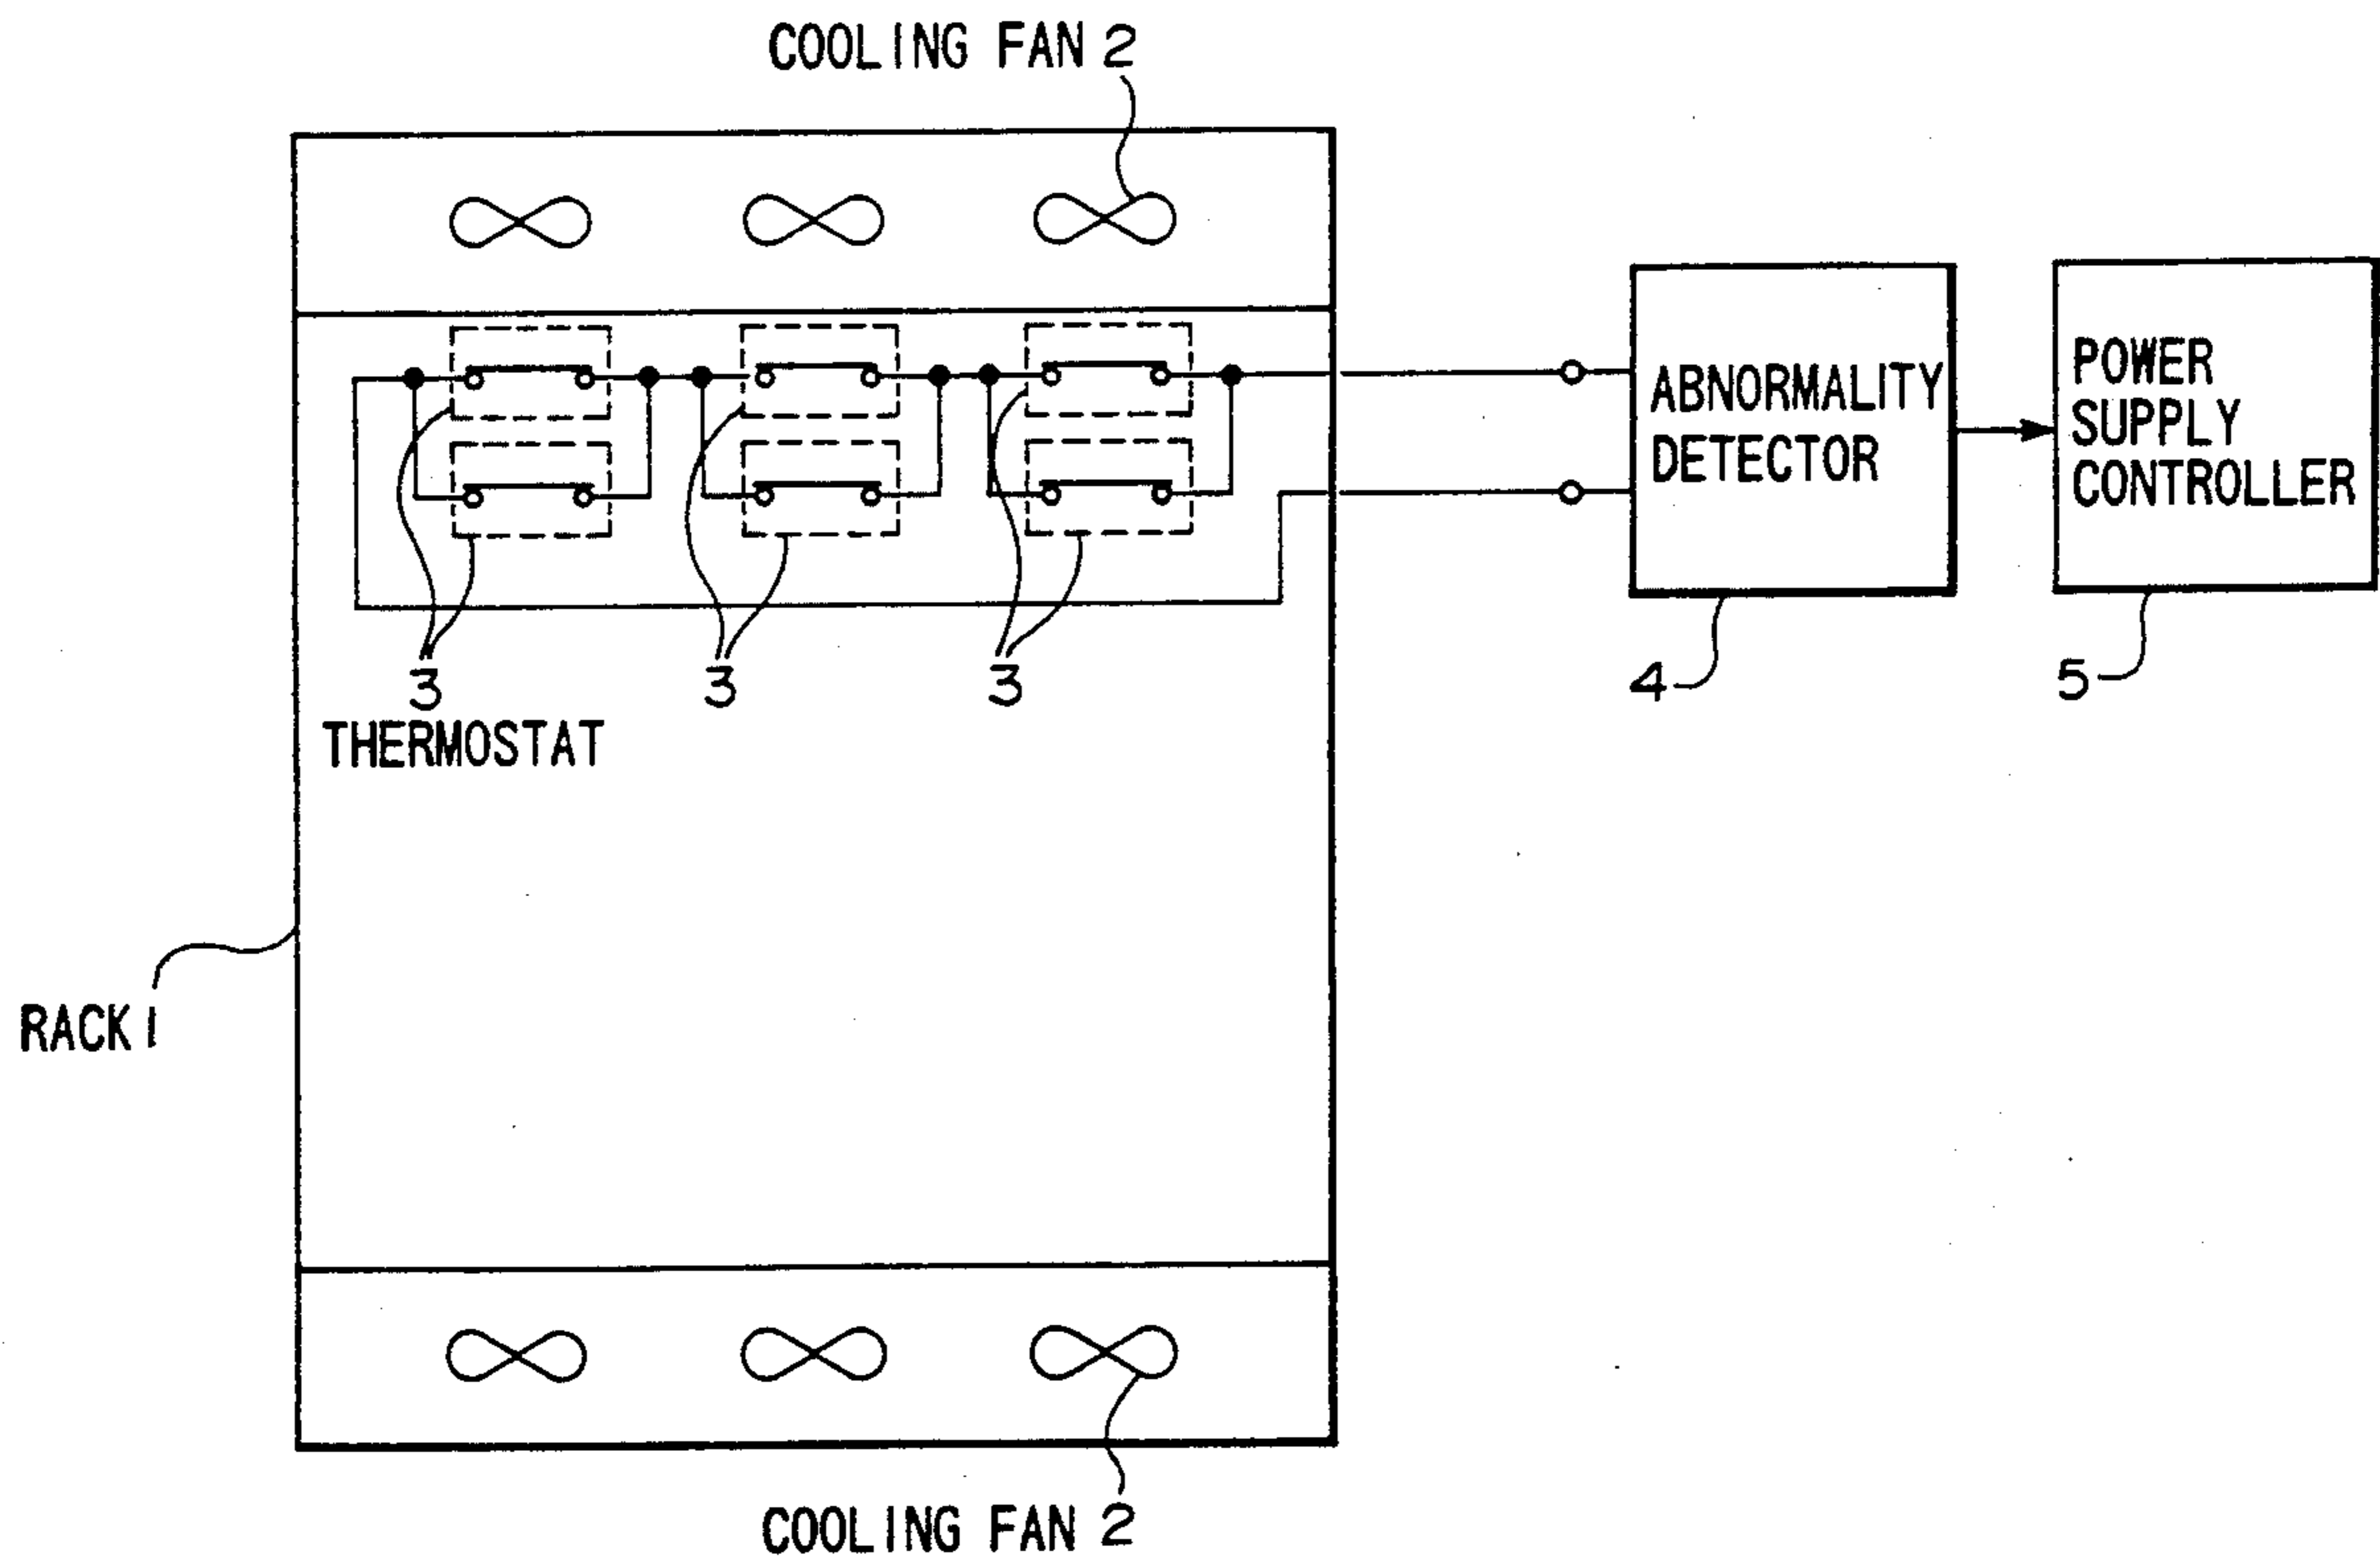 COOLING FAN 2
ABNORMALITY
DETECTOR
POWER
SUPPLY
CONTROLLER
3
3
3
4
5
THERMOSTAT
RACK 1
COOLING FAN 2